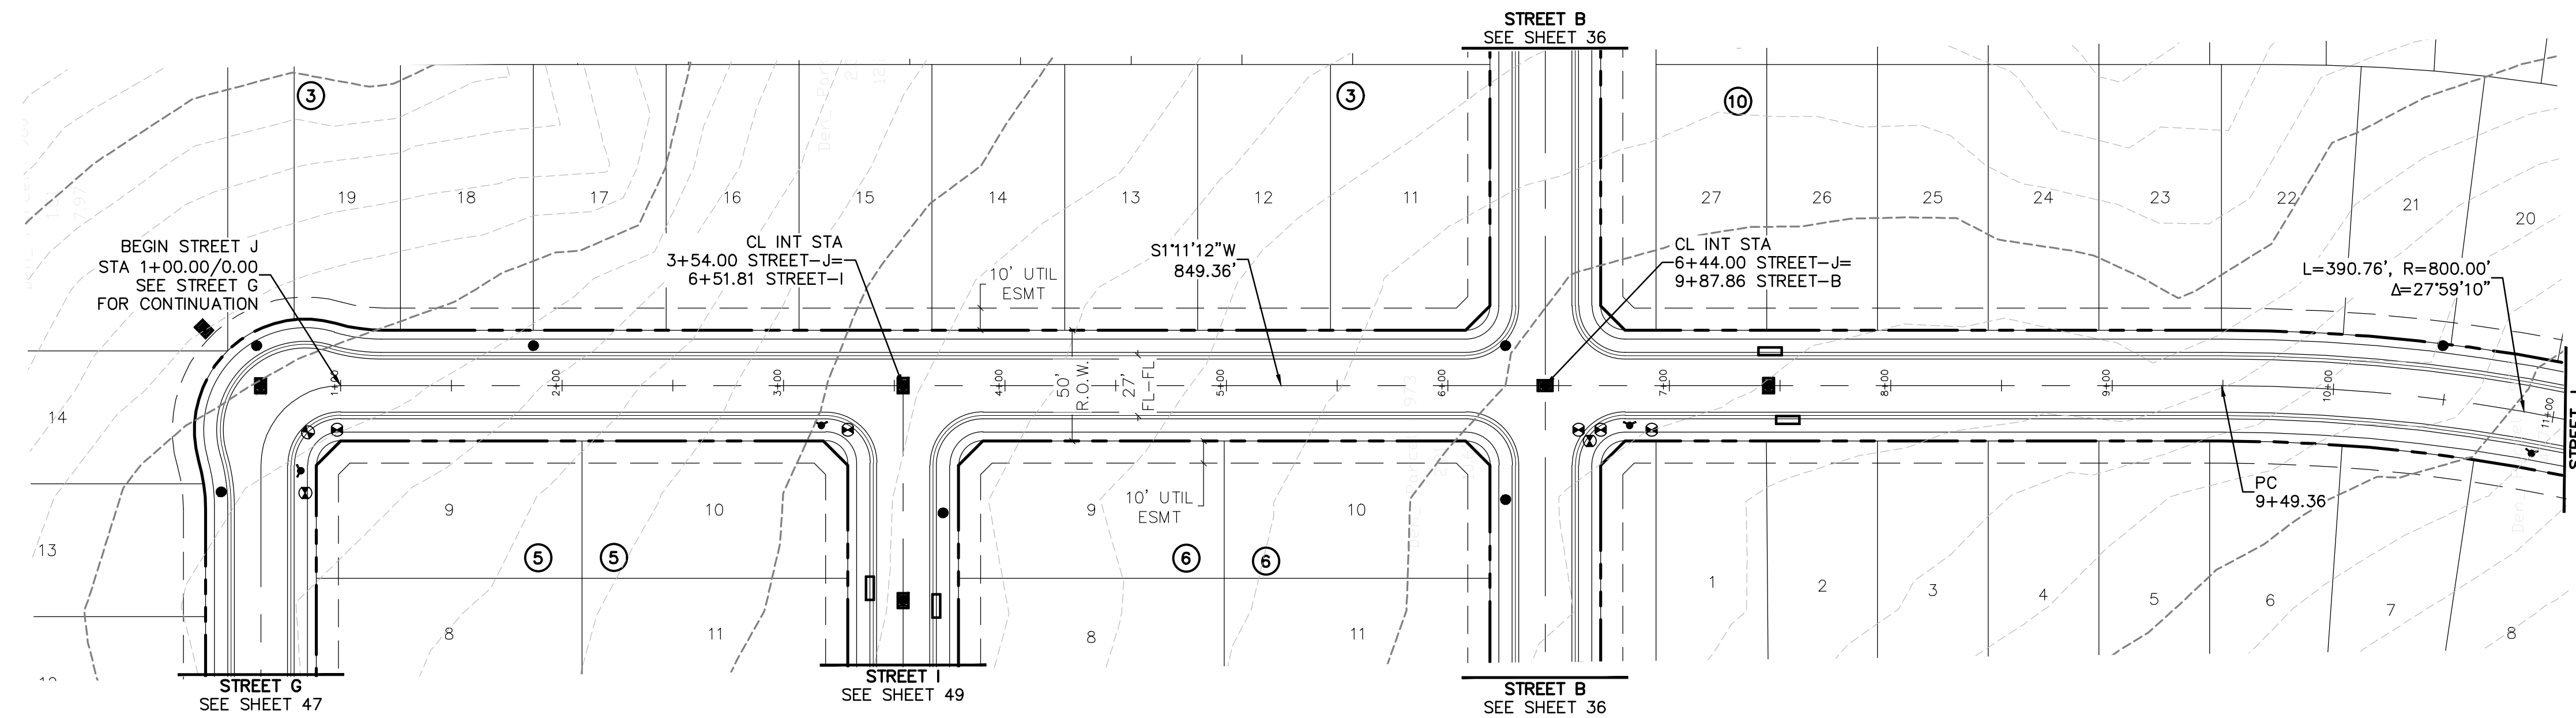 STREET B
SEE SHEET 36
3
3
10
19
18
17
16
15
14
13
12
11
27
26
25
24
23
22
21
20
BEGIN STREET J
STA 1+00.00/0.00
SEE STREET G
FOR CONTINUATION
CL INT STA
3+54.00 STREET-J=
6+51.81 STREET-I
10' UTIL
ESMT
S1°11'12"W
849.36'
CL INT STA
6+44.00 STREET-J=
9+87.86 STREET-B
L=390.76', R=800.00'
Δ=27°59'10"
1+00
2+00
3+00
4+00
50'
R.O.W.
27'
FL-FL
5+00
6+00
7+00
8+00
9+00
10+00
11+00
14
13
9
10
9
10
10' UTIL
ESMT
PC
9+49.36
5
5
6
6
8
11
8
11
1
2
3
4
5
6
7
8
STREET G
SEE SHEET 47
STREET I
SEE SHEET 49
STREET B
SEE SHEET 36